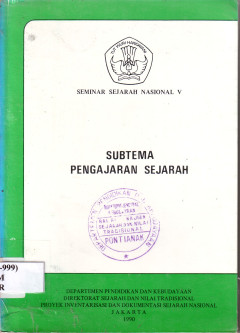 SEMINAR SEJARAH NASIONAL V
SUBTEMA
PENGAJARAN SEJARAH
PONTIANAK
-999)
M
R
DEPARTEMEN PENDIDIKAN DAN KEBUDAYAAN
DIREKTORAT SEJARAH DAN NILAI TRADISIONAL
PROYEK INVENTARISASI DAN DOKUMENTASI SEJARAH NASIONAL
JAKARTA
1990